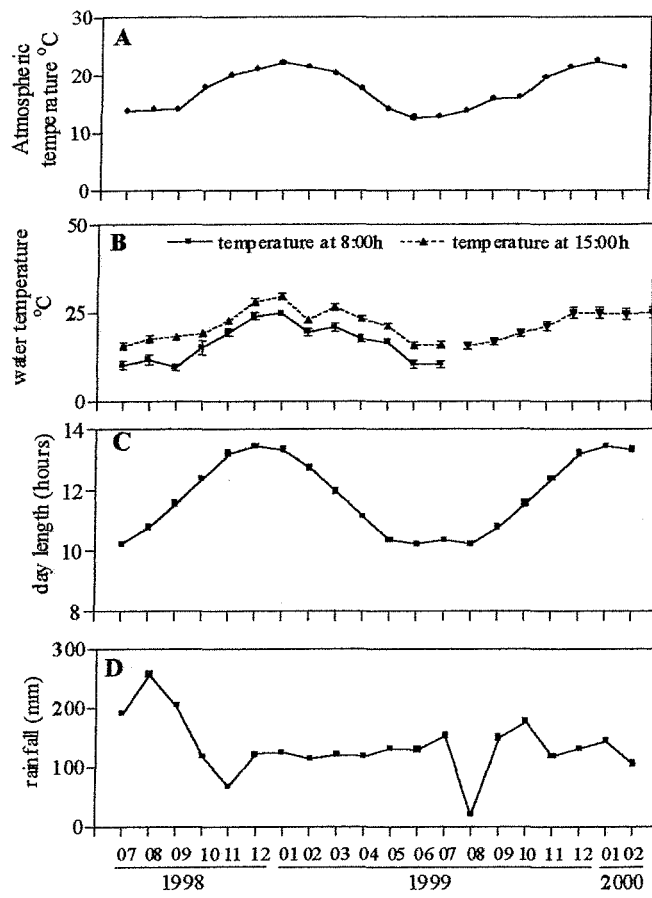 A
Atmospheric
temperature °C
30
20
10
0
B
temperature at 8:00h temperature at 15:00h
water temperature
°C
50
25
0
C
day length (hours)
14
12
10
8
D
rainfall (mm)
300
200
100
0
07 08 09 10 11 12 01 02 03 04 05 06 07 08 09 10 11 12 01 02
1998 1999 2000